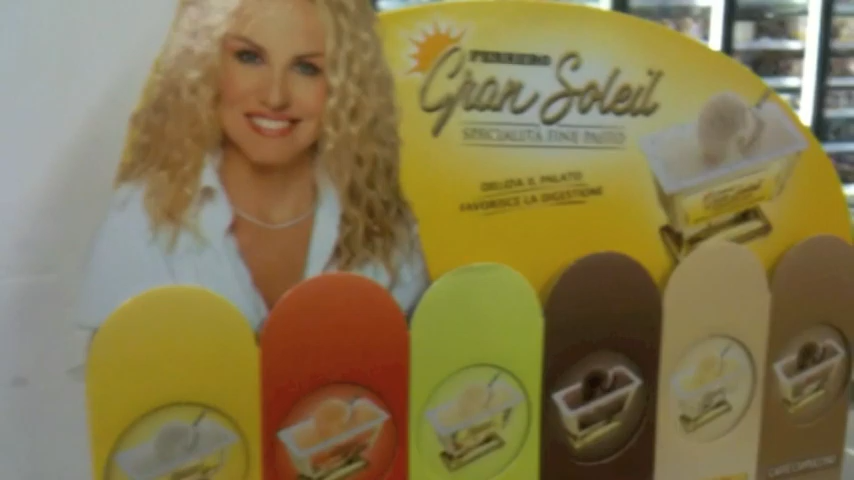 FERRERO
Gran Soleil
SPECIALITÀ FINE PASTO
DELIZIA IL PALATO
FAVORISCE LA DIGESTIONE